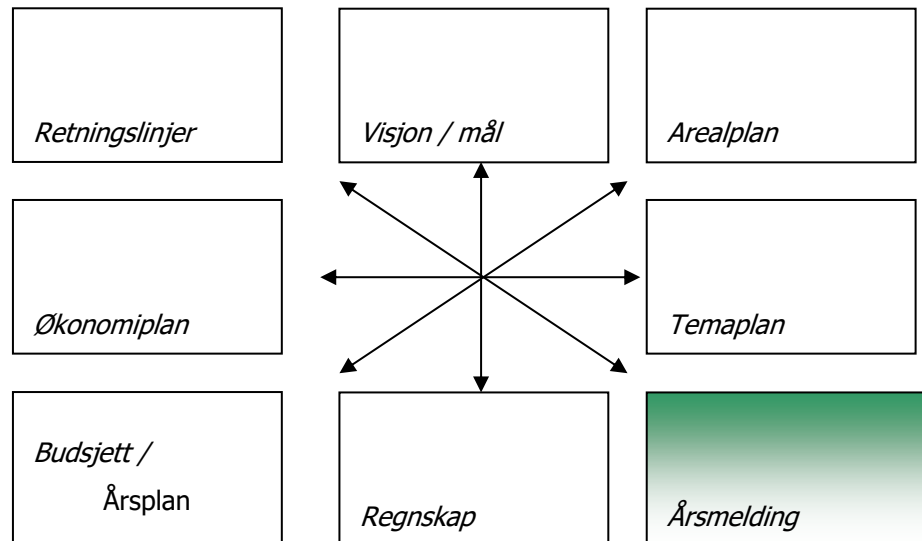 Retningslinjer
Visjon / mål
Arealplan
Økonomiplan
Temaplan
Budsjett /
Årsplan
Regnskap
Årsmelding